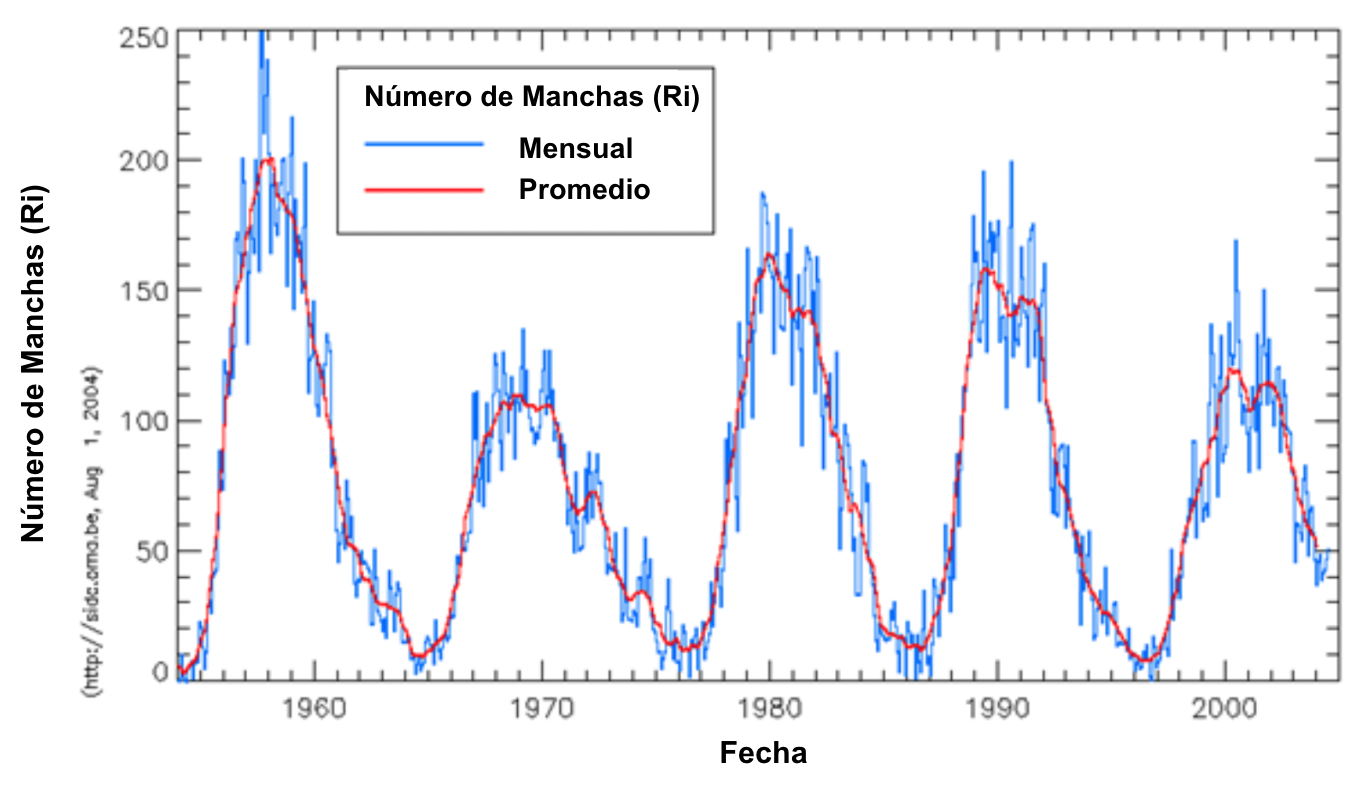 250
200
150
100
50
0
Número de Manchas (Ri)
(http://sidc.oma.be, Aug 1, 2004)
Número de Manchas (Ri)
Mensual
Promedio
1960 1970 1980 1990 2000
Fecha